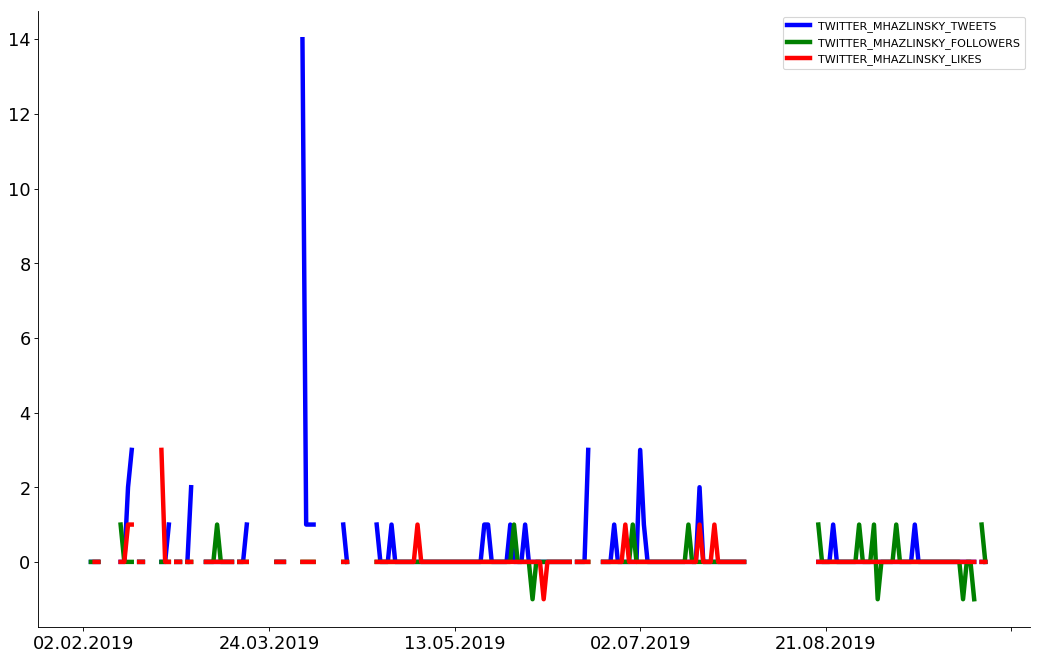 TWITTER_MHAZLINSKY_TWEETS
TWITTER_MHAZLINSKY_FOLLOWERS
TWITTER_MHAZLINSKY_LIKES
14
12
10
8
6
4
2
0
02.02.2019 24.03.2019 13.05.2019 02.07.2019 21.08.2019